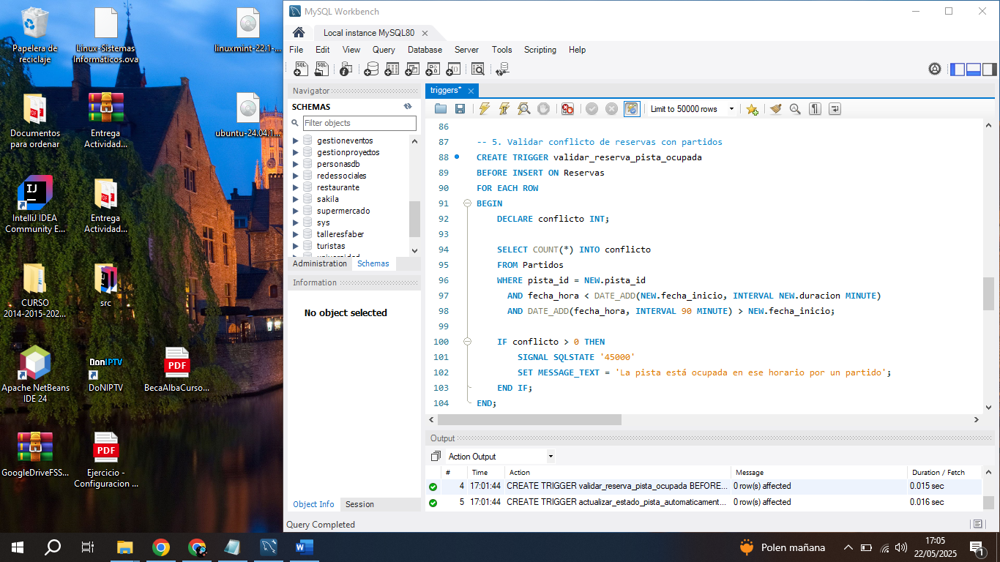 Papelera de
reciclaje
Linux-Sistemas
Informáticos.ova
linuxmint-22.1-...
Documentos
para ordenar
Entrega
Actividad...
ubuntu-24.04.1...
IntelliJ IDEA
Community E...
Entrega
Actividad...
CURSO
2014-2015-202...
src
Apache NetBeans
IDE 24
DonIPTV
DoNIPTV
PDF
BecaAlbaCurso...
GoogleDriveFSS...
PDF
Ejercicio -
Configuracion ...
MySQL Workbench
Local instance MySQL80
File Edit View Query Database Server Tools Scripting Help
Navigator
SCHEMAS
Filter objects
gestioneventos
gestionproyectos
personasdb
redessociales
restaurante
sakila
supermercado
sys
talleresfaber
turistas
universidad
Administration Schemas
Information
No object selected
Object Info Session
Query Completed
triggers*
Limit to 50000 rows
86
87 -- 5. Validar conflicto de reservas con partidos
88 CREATE TRIGGER validar_reserva_pista_ocupada
89 BEFORE INSERT ON Reservas
90 FOR EACH ROW
91 BEGIN
92 DECLARE conflicto INT;
93
94 SELECT COUNT(*) INTO conflicto
95 FROM Partidos
96 WHERE pista_id = NEW.pista_id
97 AND fecha_hora < DATE_ADD(NEW.fecha_inicio, INTERVAL NEW.duracion MINUTE)
98 AND DATE_ADD(fecha_hora, INTERVAL 90 MINUTE) > NEW.fecha_inicio;
99
100 IF conflicto > 0 THEN
101 SIGNAL SQLSTATE '45000'
102 SET MESSAGE_TEXT = 'La pista está ocupada en ese horario por un partido';
103 END IF;
104 END;
Output
Action Output
# Time Action Message Duration / Fetch
4 17:01:44 CREATE TRIGGER validar_reserva_pista_ocupada BEFORE... 0 row(s) affected 0.015 sec
5 17:01:44 CREATE TRIGGER actualizar_estado_pista_automaticament... 0 row(s) affected 0.016 sec
Polen mañana
17:05
22/05/2025
1